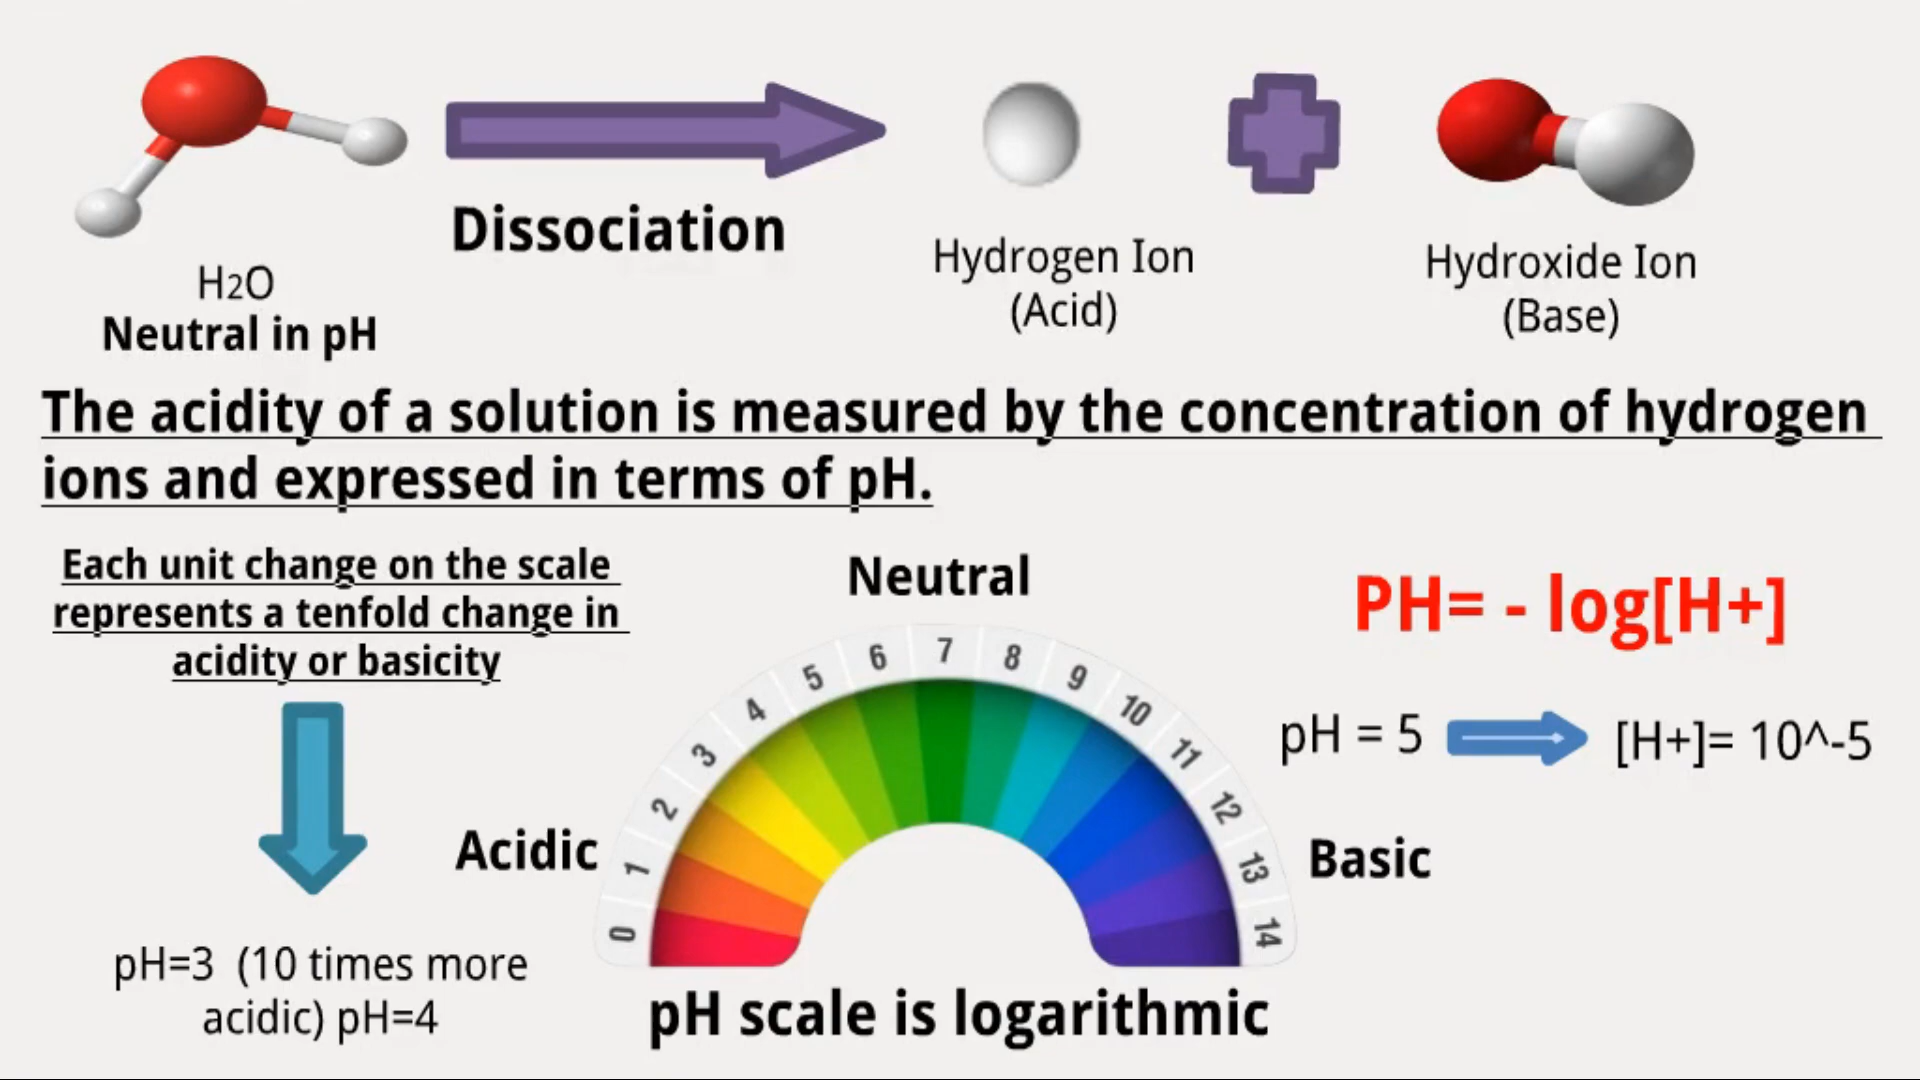 Dissociation
H2O
Neutral in pH
Hydrogen Ion
(Acid)
Hydroxide Ion
(Base)
The acidity of a solution is measured by the concentration of hydrogen
ions and expressed in terms of pH.
Each unit change on the scale
represents a tenfold change in
acidity or basicity
pH=3 (10 times more
acidic) pH=4
Neutral
Acidic
0 1 2 3 4 5 6 7 8 9 10 11 12 13 14
Basic
pH scale is logarithmic
PH= - log[H+]
pH = 5
[H+]= 10^-5